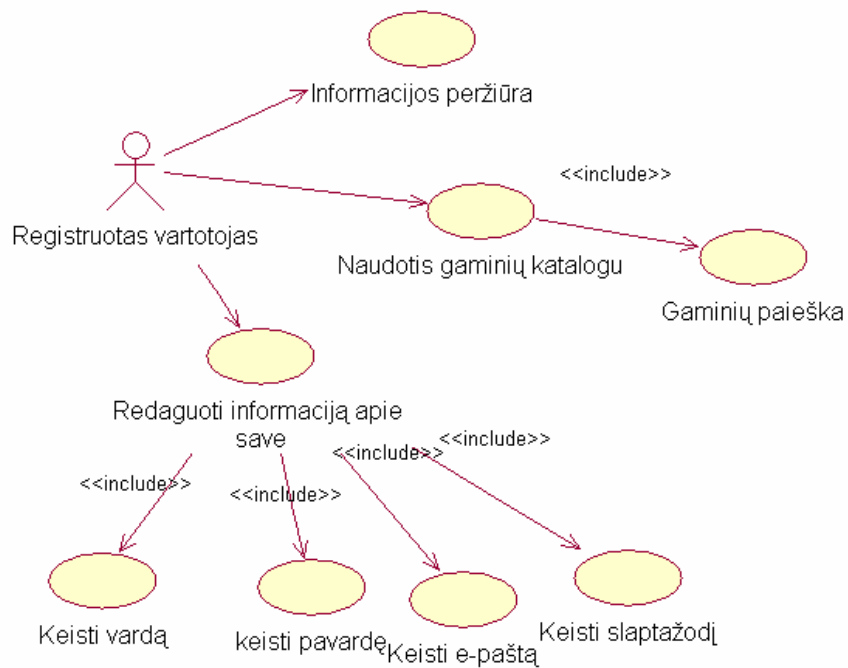 Informacijos peržiūra
<<include>>
Registruotas vartotojas
Naudotis gaminių katalogu
Gaminių paieška
Redaguoti informaciją apie
save
<<include>>
<<include>>
<<include>>
<<include>>
Keisti vardą
keisti pavardę
Keisti e-paštą
Keisti slaptažodį